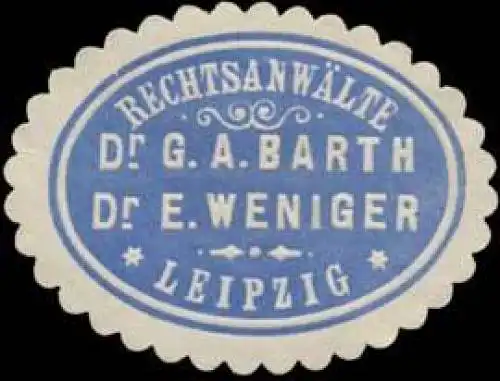 RECHTSANWÄLTE
Dr G. A. BARTH
Dr E. WENIGER
LEIPZIG